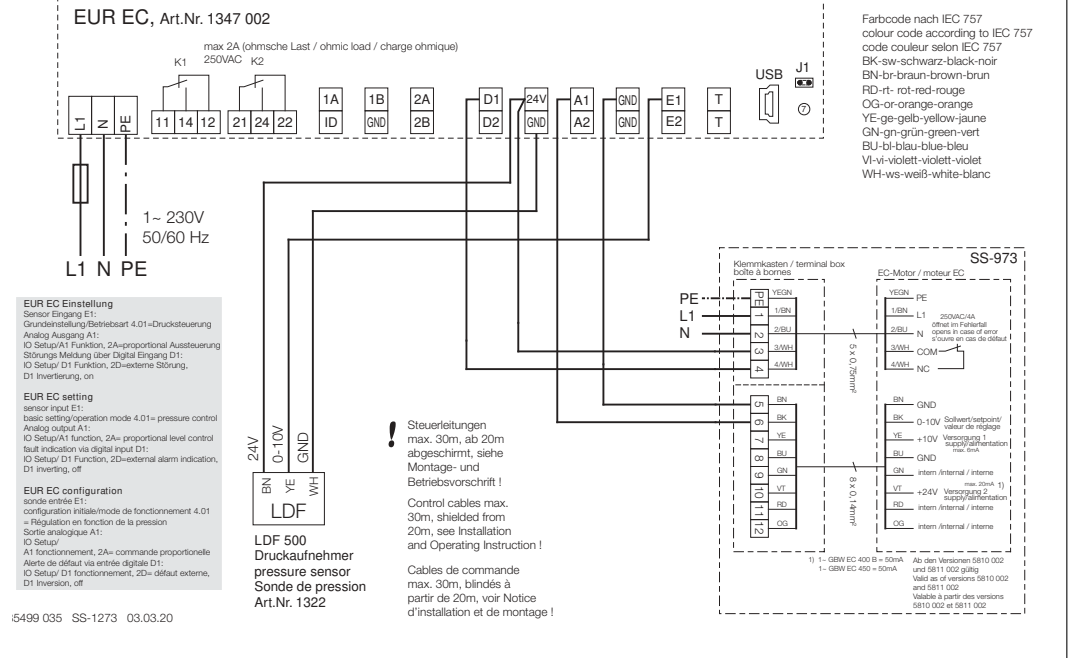 EUR EC, Art.Nr. 1347 002
max 2A (ohmsche Last / ohmic load / charge ohmique)
250VAC
K1
K2
L1 N PE
11 14 12
21 24 22
1A
ID
1B
GND
2A
2B
D1
D2
24V
GND
A1
A2
GND
GND
E1
E2
T
T
USB
J1
7
Farbcode nach IEC 757
colour code according to IEC 757
code couleur selon IEC 757
BK-sw-schwarz-black-noir
BN-br-braun-brown-brun
RD-rt- rot-red-rouge
OG-or-orange-orange
YE-ge-gelb-yellow-jaune
GN-gn-grün-green-vert
BU-bl-blau-blue-bleu
VI-vi-violett-violett-violet
WH-ws-weiß-white-blanc
1~ 230V
50/60 Hz
L1 N PE
EUR EC Einstellung
Sensor Eingang E1:
Grundeinstellung/Betriebsart 4.01=Drucksteuerung
Analog Ausgang A1:
IO Setup/A1 Funktion, 2A=proportional Aussteuerung
Störungs Meldung über Digital Eingang D1:
IO Setup/ D1 Funktion, 2D=externe Störung,
D1 Invertierung, on
EUR EC setting
sensor input E1:
basic setting/operation mode 4.01= pressure control
Analog output A1:
IO Setup/A1 function, 2A= proportional level control
fault indication via digital input D1:
IO Setup/ D1 Function, 2D=external alarm indication,
D1 inverting, off
EUR EC configuration
sonde entrée E1:
configuration initiale/mode de fonctionnement 4.01
= Régulation en fonction de la pression
Sortie analogique A1:
IO Setup/
A1 fonctionnement, 2A= commande proportionelle
Alerte de défaut via entrée digitale D1:
IO Setup/ D1 fonctionnement, 2D= défaut externe,
D1 Inversion, off
5499 035 SS-1273 03.03.20
24V
0-10V
GND
BN
YE
WH
LDF
LDF 500
Druckaufnehmer
pressure sensor
Sonde de pression
Art.Nr. 1322
!
Steuerleitungen
max. 30m, ab 20m
abgeschirmt, siehe
Montage- und
Betriebsvorschrift !
Control cables max.
30m, shielded from
20m, see Installation
and Operating Instruction !
Cables de commande
max. 30m, blindés à
partir de 20m, voir Notice
d'installation et de montage !
SS-973
Klemmkasten / terminal box
boîte à bornes
EC-Motor / moteur EC
PE
L1
N
PE YEGN
1 1/BN
2 2/BU
3 3/WH
4 4/WH
5 BN
6 BK
7 YE
8 BU
9 GN
10 VT
11 RD
12 OG
5 x 0,75mm²
8 x 0,14mm²
YEGN PE
1/BN L1
2/BU N
3/WH COM
4/WH NC
250VAC/4A
öffnet im Fehlerfall
opens in case of error
s'ouvre en cas de défaut
BN GND
BK 0-10V Sollwert/setpoint/
valeur de réglage
YE +10V Versorgung 1
supply/alimentation
max. 6mA
BU GND
GN intern /internal / interne
max. 20mA 1)
VT +24V Versorgung 2
supply/alimentation
RD intern /internal / interne
OG intern /internal / interne
1) 1~ GBW EC 400 B = 50mA
1~ GBW EC 450 = 50mA
Ab den Versionen 5810 002
und 5811 002 gültig
Valid as of versions 5810 002
and 5811 002
Valable à partir des versions
5810 002 et 5811 002